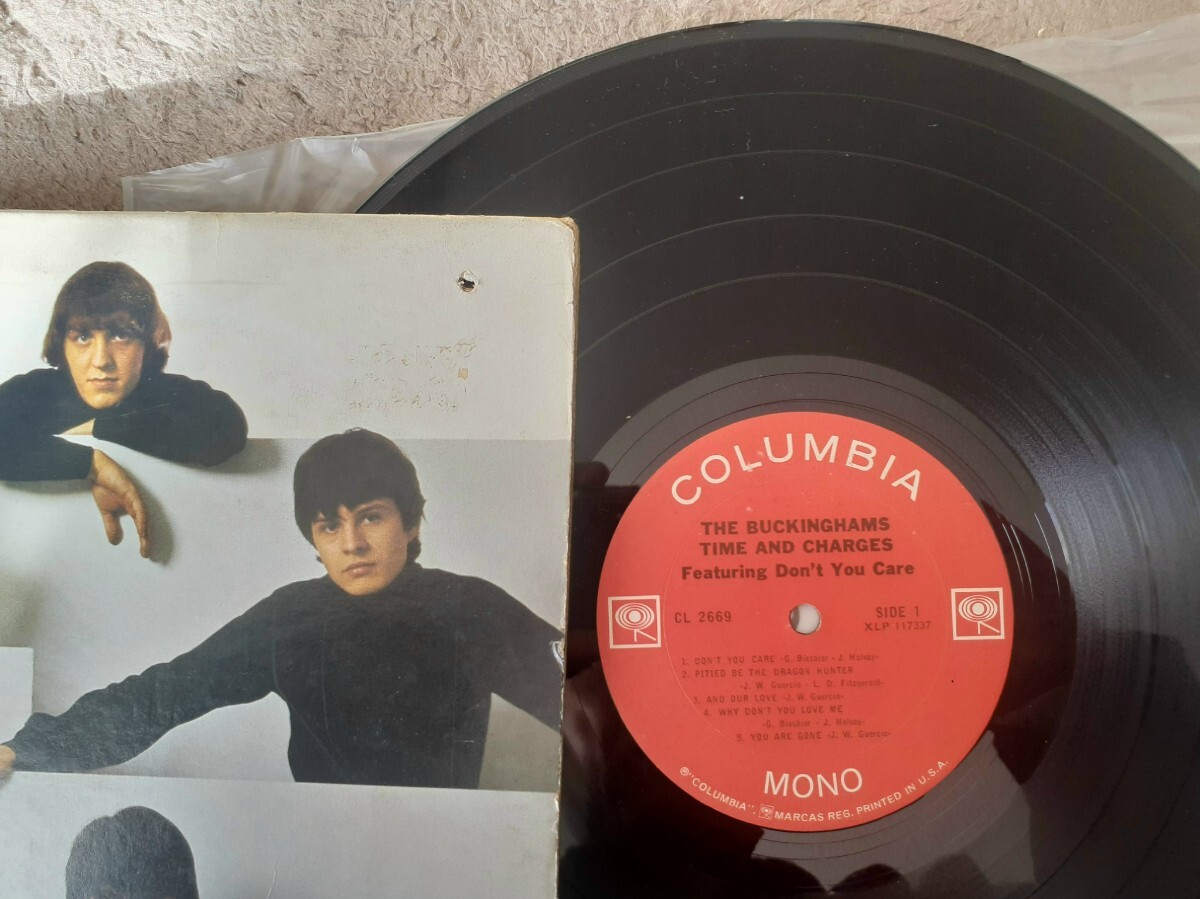 COLUMBIA
THE BUCKINGHAMS
TIME AND CHARGES
Featuring Don't You Care
CL 2669
SIDE 1
XLP 117337
1. DON'T YOU CARE -G. Bisbier - J. Holvay-
2. PITIED BE THE DRAGON HUNTER
-J. W. Guercio - L. D. Fitzgerald-
3. AND OUR LOVE -J. W. Guercio-
4. WHY DON'T YOU LOVE ME
-G. Bisbier - J. Holvay-
5. YOU ARE GONE -J. W. Guercio-
MONO
℗"COLUMBIA", MARCAS REG. PRINTED IN U.S.A.